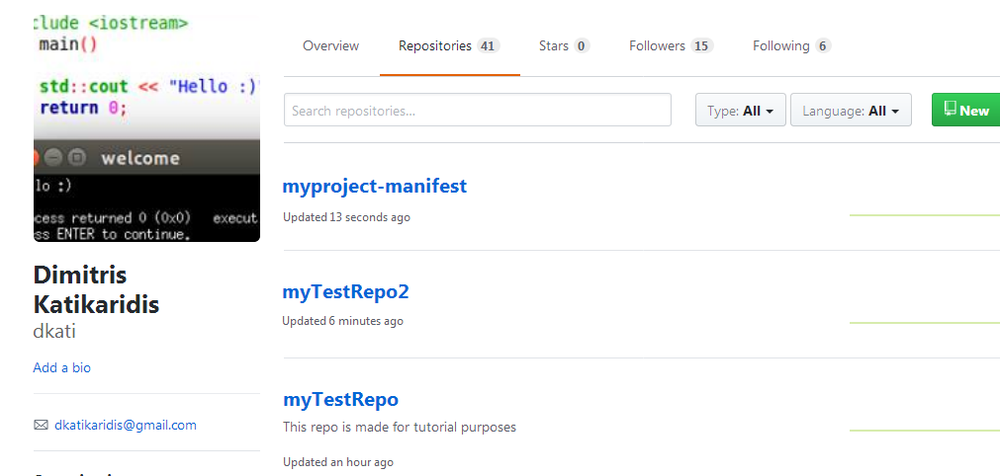 clude <iostream>
main()
std::cout << "Hello :)"
return 0;
welcome
lo :)
cess returned 0 (0x0) execut
ss ENTER to continue.
Dimitris
Katikaridis
dkati
Add a bio
dkatikaridis@gmail.com
Overview Repositories 41 Stars 0 Followers 15 Following 6
Search repositories... Type: All Language: All New
myproject-manifest
Updated 13 seconds ago
myTestRepo2
Updated 6 minutes ago
myTestRepo
This repo is made for tutorial purposes
Updated an hour ago